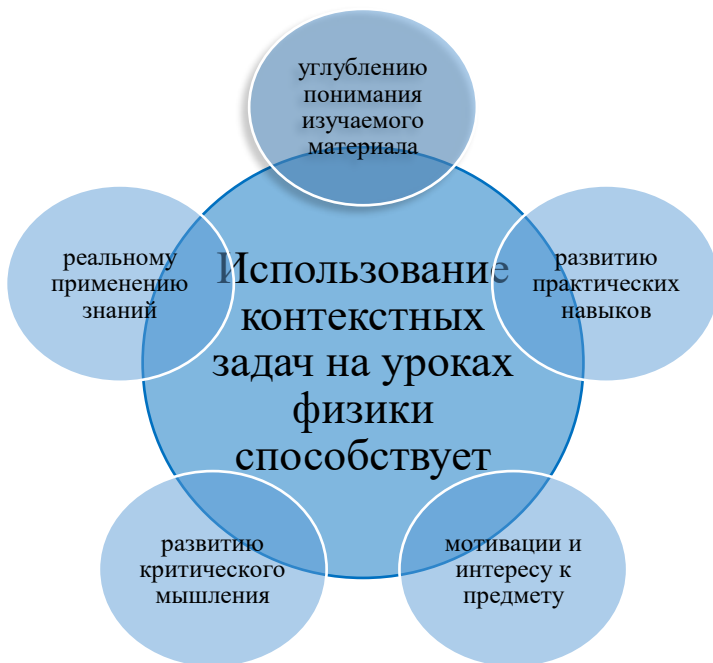 углублению
понимания
изучаемого
материала
реальному
применению
знаний
Использование
контекстных
задач на уроках
физики
способствует
развитию
практических
навыков
развитию
критического
мышления
мотивации и
интересу к
предмету